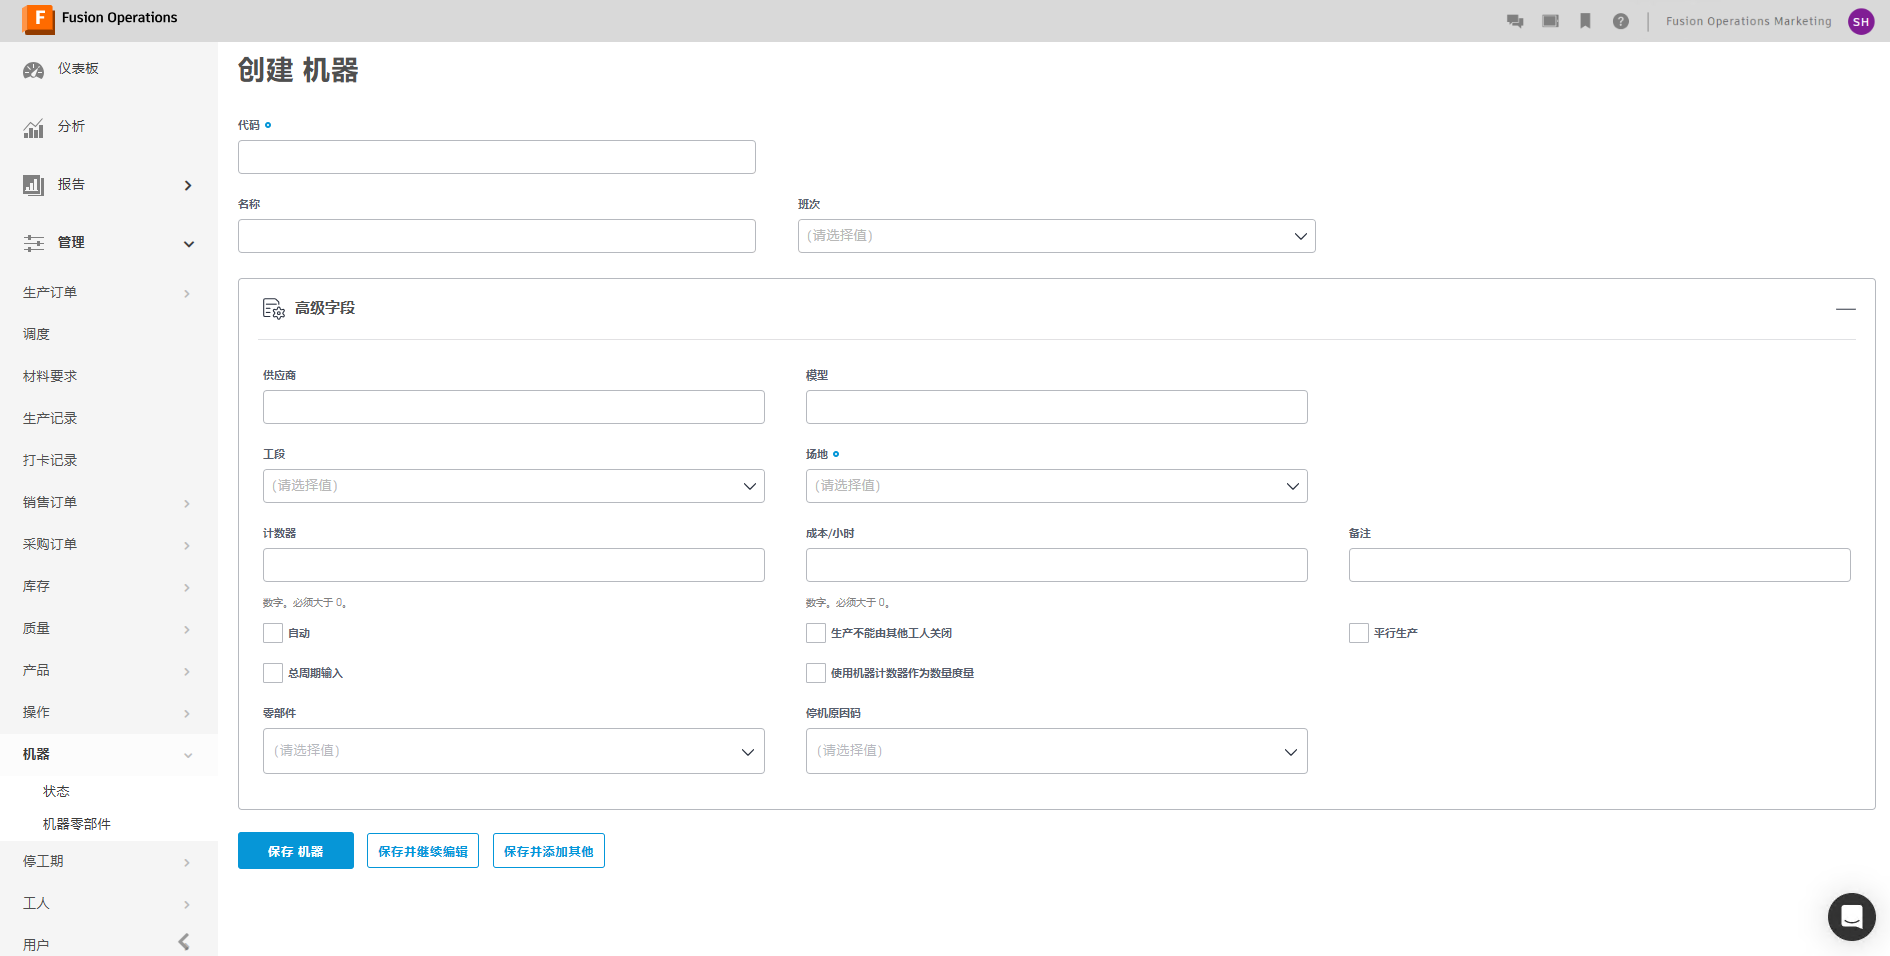 F Fusion Operations
? Fusion Operations Marketing SH
仪表板
分析
报告
管理
生产订单
调度
材料要求
生产记录
打卡记录
销售订单
采购订单
库存
质量
产品
操作
机器
状态
机器零部件
停工期
工人
用户
创建 机器
代码
名称 班次
(请选择值)
高级字段
供应商 模型
工段 场地
(请选择值) (请选择值)
计数器 成本/小时 备注
数字。必须大于 0。 数字。必须大于 0。
自动 生产不能由其他工人关闭 平行生产
总周期输入 使用机器计数器作为数量度量
零部件 停机原因码
(请选择值) (请选择值)
保存 机器 保存并继续编辑 保存并添加其他